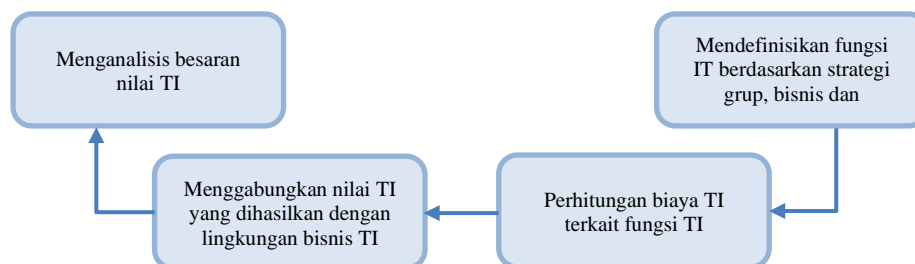 Menganalisis besaran
nilai TI
Mendefinisikan fungsi
IT berdasarkan strategi
grup, bisnis dan
Menggabungkan nilai TI
yang dihasilkan dengan
lingkungan bisnis TI
Perhitungan biaya TI
terkait fungsi TI